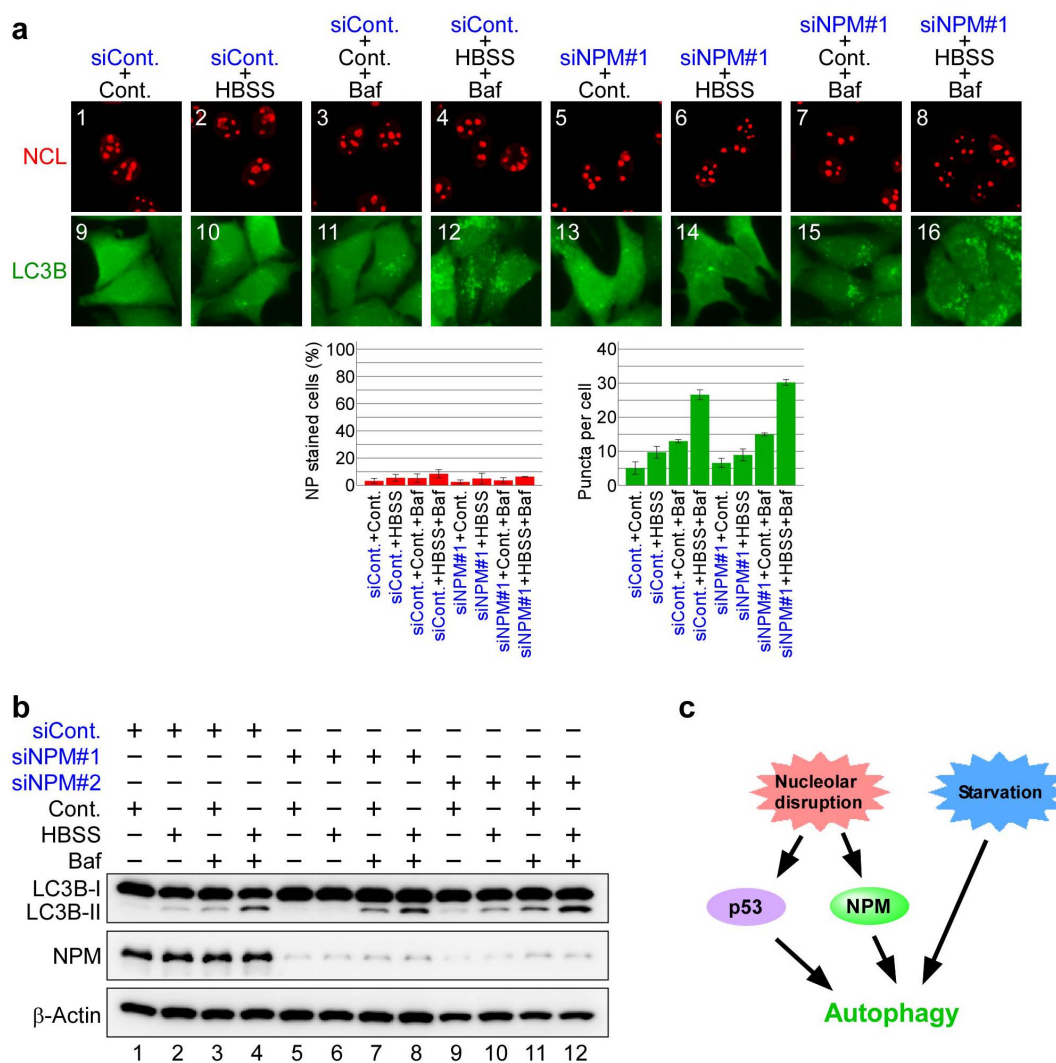 a
siCont.
+
Cont.
siCont.
+
HBSS
siCont.
+
Cont.
+
Baf
siCont.
+
HBSS
+
Baf
siNPM#1
+
Cont.
siNPM#1
+
HBSS
siNPM#1
+
Cont.
+
Baf
siNPM#1
+
HBSS
+
Baf
NCL
1 2 3 4 5 6 7 8
LC3B
9 10 11 12 13 14 15 16
NP stained cells (%)
100
80
60
40
20
0
siCont.+Cont.
siCont.+HBSS
siCont.+Cont.+Baf
siCont.+HBSS+Baf
siNPM#1+Cont.
siNPM#1+HBSS
siNPM#1+Cont.+Baf
siNPM#1+HBSS+Baf
Puncta per cell
40
30
20
10
0
siCont.+Cont.
siCont.+HBSS
siCont.+Cont.+Baf
siCont.+HBSS+Baf
siNPM#1+Cont.
siNPM#1+HBSS
siNPM#1+Cont.+Baf
siNPM#1+HBSS+Baf
b
siCont. + + + + − − − − − − − −
siNPM#1 − − − − + + + + − − − −
siNPM#2 − − − − − − − − + + + +
Cont. + − + − + − + − + − + −
HBSS − + − + − + − + − + − +
Baf − − + + − − + + − − + +
LC3B-I
LC3B-II
NPM
β-Actin
1 2 3 4 5 6 7 8 9 10 11 12
c
Nucleolar
disruption
Starvation
p53
NPM
Autophagy